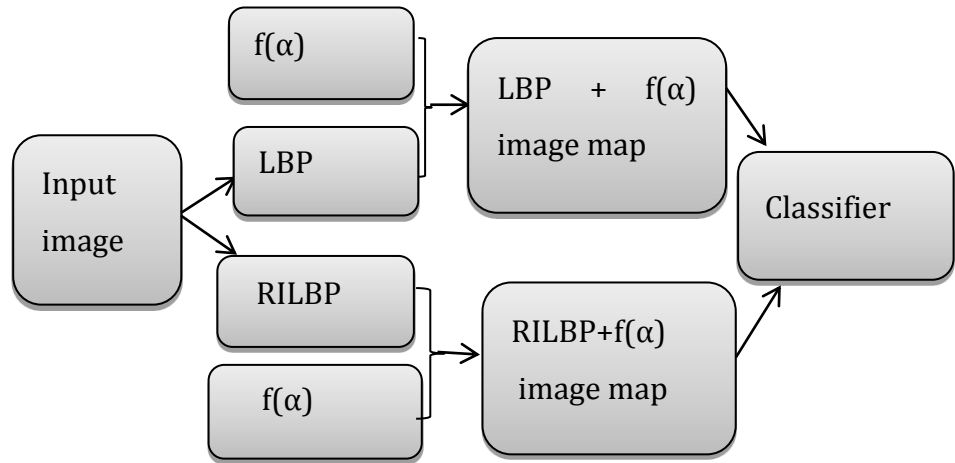 f(α)
LBP + f(α)
image map
LBP
Input
image
Classifier
RILBP
RILBP+f(α)
image map
f(α)